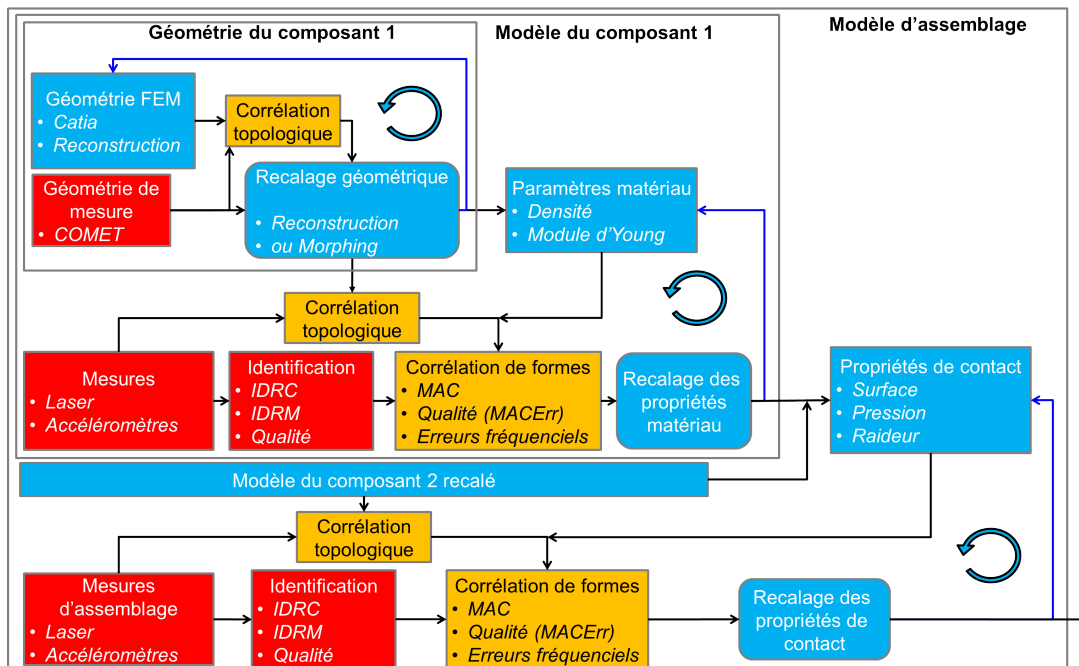 Géométrie du composant 1
Modèle du composant 1
Modèle d'assemblage
Géométrie FEM
• Catia
• Reconstruction
Corrélation
topologique
Géométrie de
mesure
• COMET
Recalage géométrique
• Reconstruction
• ou Morphing
Paramètres matériau
• Densité
• Module d'Young
Corrélation
topologique
Mesures
• Laser
• Accéléromètres
Identification
• IDRC
• IDRM
• Qualité
Corrélation de formes
• MAC
• Qualité (MACErr)
• Erreurs fréquenciels
Recalage des
propriétés
matériau
Propriétés de contact
• Surface
• Pression
• Raideur
Modèle du composant 2 recalé
Corrélation
topologique
Mesures
d'assemblage
• Laser
• Accéléromètres
Identification
• IDRC
• IDRM
• Qualité
Corrélation de formes
• MAC
• Qualité (MACErr)
• Erreurs fréquenciels
Recalage des
propriétés de
contact